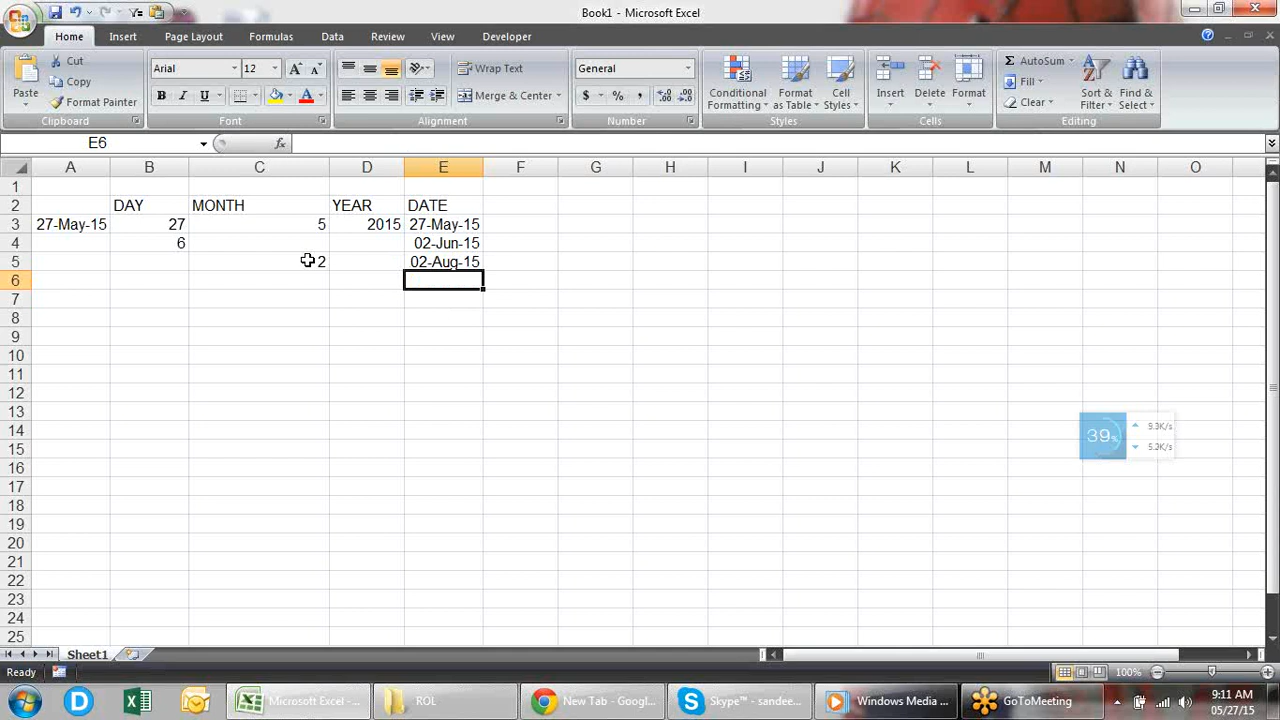 Book1 - Microsoft Excel
Home Insert Page Layout Formulas Data Review View Developer
Paste Cut Copy Format Painter Clipboard
Arial 12 A A B I U A Font
Wrap Text Merge & Center Alignment
General $ % , .0 .00 .00 .0 Number
Conditional Formatting Format as Table Cell Styles Styles
Insert Delete Format Cells
Σ AutoSum Fill Clear Sort & Filter Find & Select Editing
E6 fx
A B C D E F G H I J K L M N O
1
2 DAY MONTH YEAR DATE
3 27-May-15 27 5 2015 27-May-15
4 6 02-Jun-15
5 2 02-Aug-15
6
7
8
9
10
11
12
13
14
15
16
17
18
19
20
21
22
23
24
25
39% 9.3K/s
5.2K/s
Sheet1
Ready 100%
Microsoft Excel - ... ROL New Tab - Googl... Skype™ - sandee... Windows Media ... GoToMeeting 9:11 AM
05/27/15